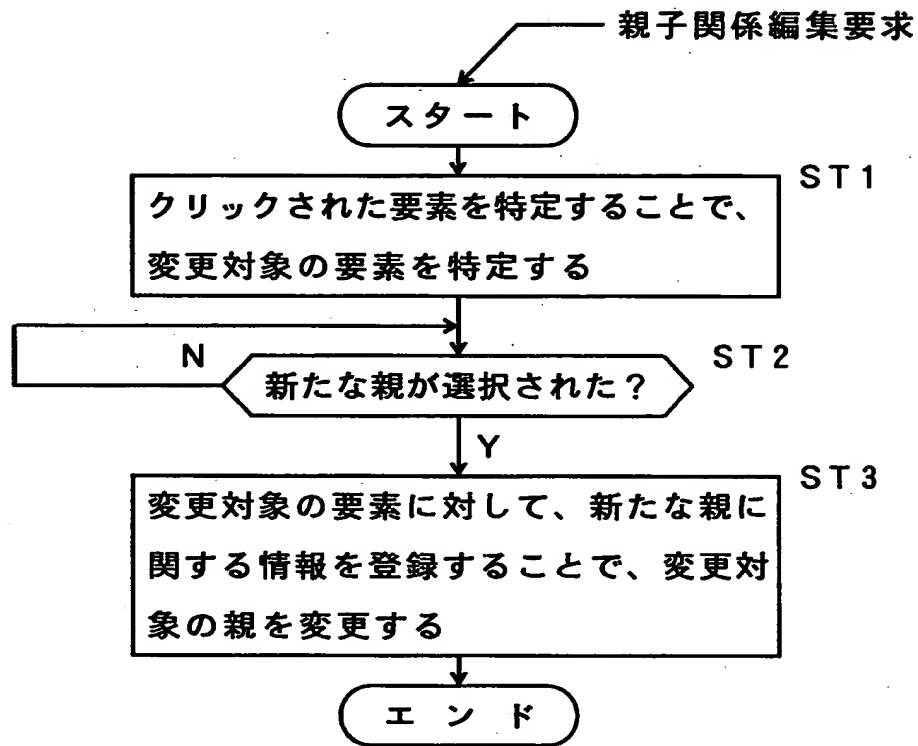 親子関係編集要求
スタート
ST1
クリックされた要素を特定することで、
変更対象の要素を特定する
N
ST2
新たな親が選択された？
Y
ST3
変更対象の要素に対して、新たな親に
関する情報を登録することで、変更対
象の親を変更する
エンド